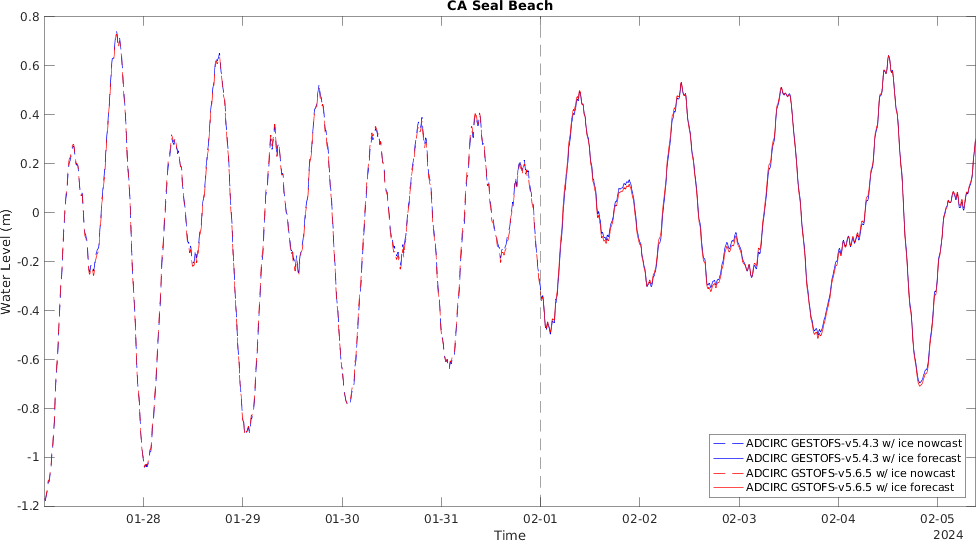 CA Seal Beach
0.8
0.6
0.4
0.2
0
-0.2
-0.4
-0.6
-0.8
-1
-1.2
Water Level (m)
ADCIRC GESTOFS-v5.4.3 w/ ice nowcast
ADCIRC GESTOFS-v5.4.3 w/ ice forecast
ADCIRC GSTOFS-v5.6.5 w/ ice nowcast
ADCIRC GSTOFS-v5.6.5 w/ ice forecast
01-28 01-29 01-30 01-31 02-01 02-02 02-03 02-04 02-05
Time
2024